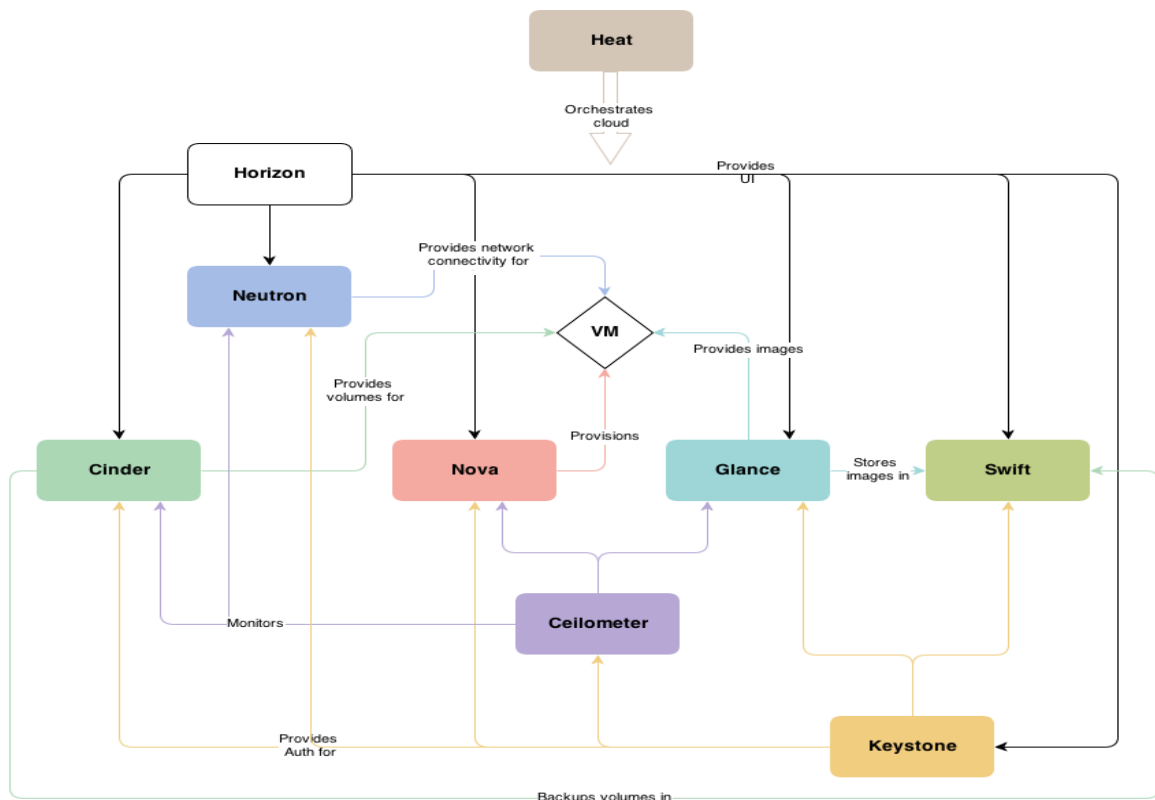 Heat
Orchestrates
cloud
Provides
UI
Horizon
Provides network
connectivity for
Neutron
VM
Provides images
Provides
volumes for
Provisions
Cinder
Nova
Glance
Stores
images in
Swift
Ceilometer
Monitors
Provides
Auth for
Keystone
Backups volumes in